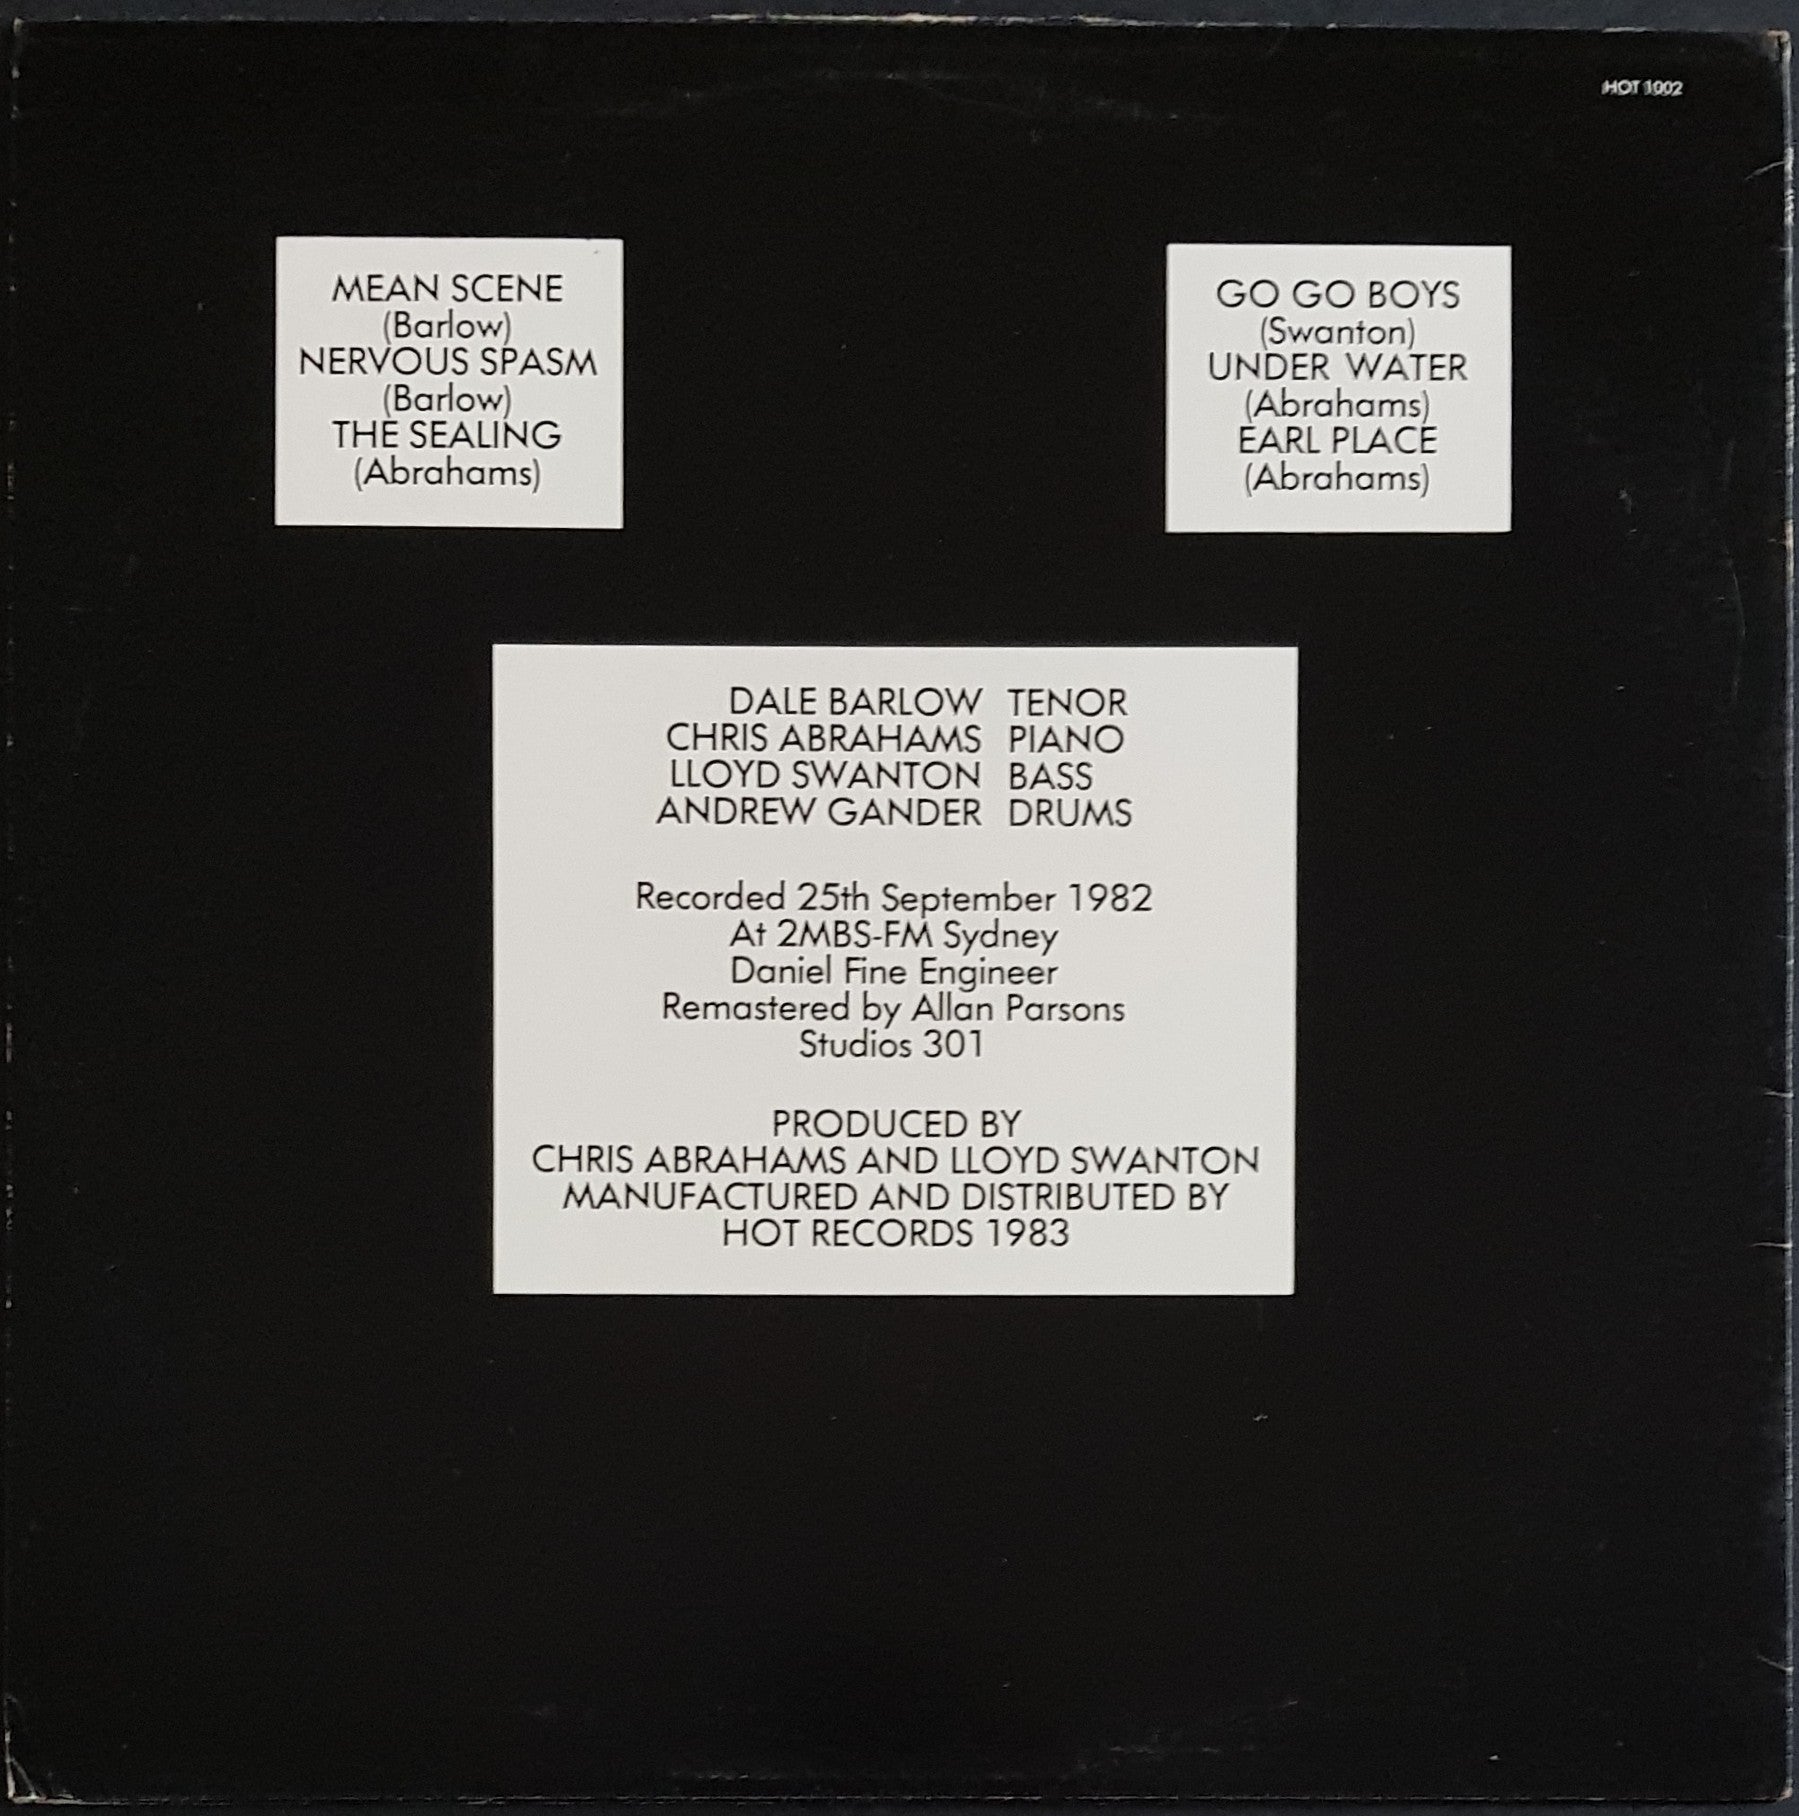 HOT 1002
MEAN SCENE
(Barlow)
NERVOUS SPASM
(Barlow)
THE SEALING
(Abrahams)
GO GO BOYS
(Swanton)
UNDER WATER
(Abrahams)
EARL PLACE
(Abrahams)
DALE BARLOW TENOR
CHRIS ABRAHAMS PIANO
LLOYD SWANTON BASS
ANDREW GANDER DRUMS
Recorded 25th September 1982
At 2MBS-FM Sydney
Daniel Fine Engineer
Remastered by Allan Parsons
Studios 301
PRODUCED BY
CHRIS ABRAHAMS AND LLOYD SWANTON
MANUFACTURED AND DISTRIBUTED BY
HOT RECORDS 1983